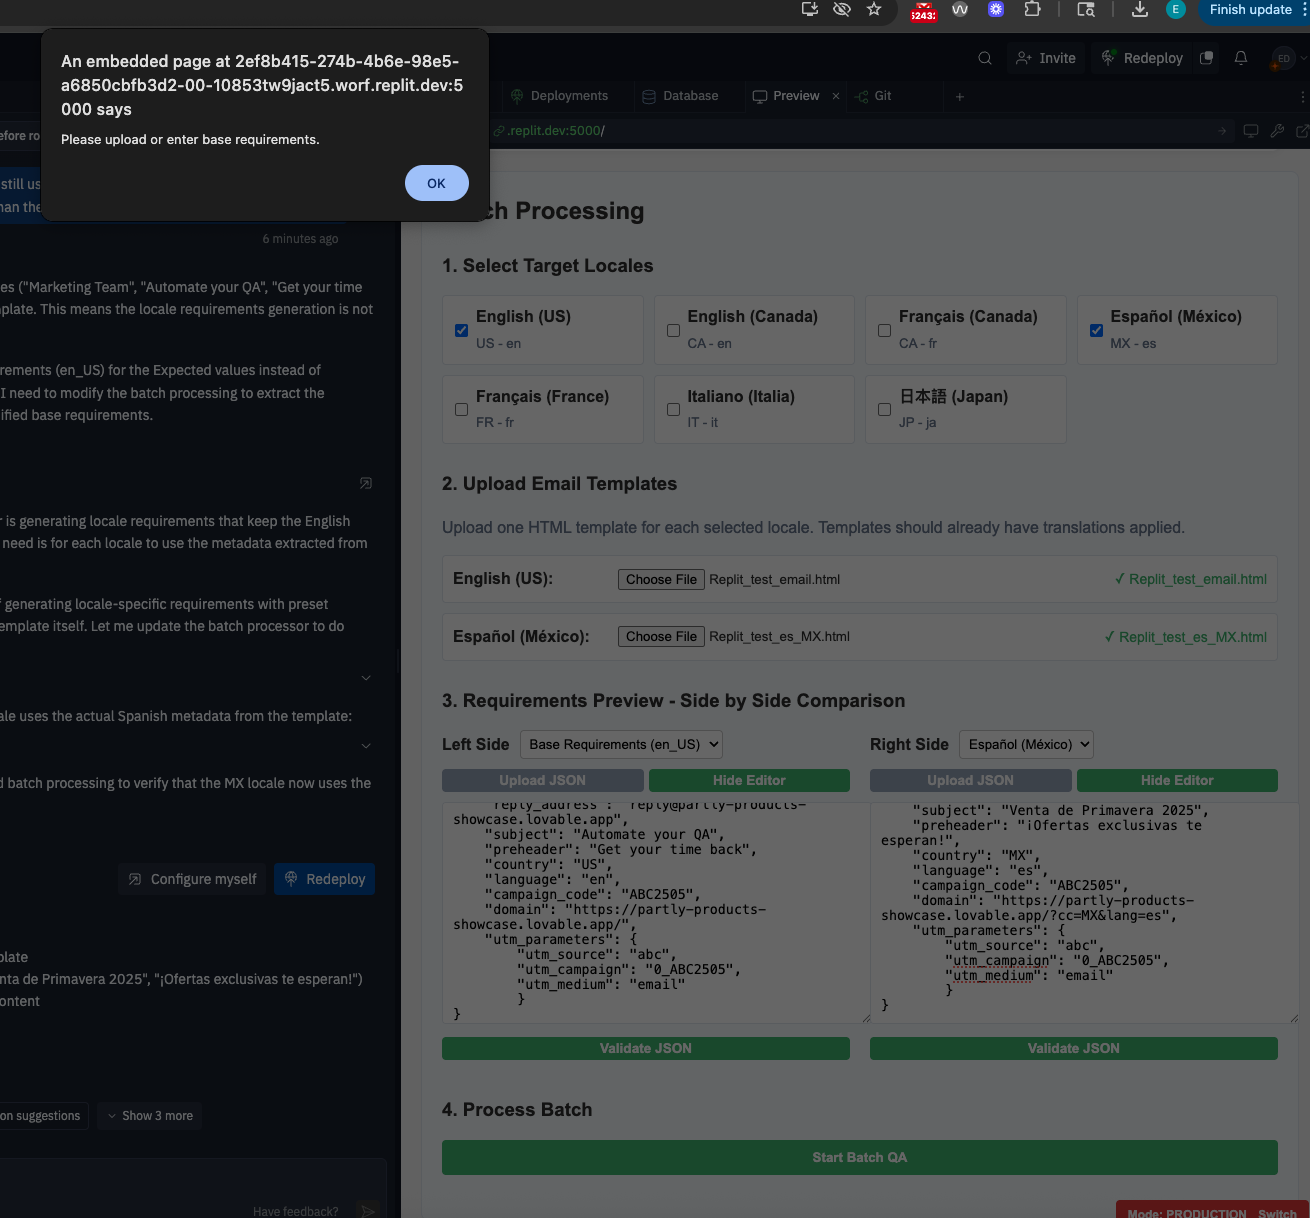 52432
E
Finish update
An embedded page at 2ef8b415-274b-4b6e-98e5-
a6850cbfb3d2-00-10853tw9jact5.worf.replit.dev:5
000 says
Please upload or enter base requirements.
OK
Invite
Redeploy
ED
Deployments
Database
Preview
Git
.replit.dev:5000/
efore ro
still us
han the
6 minutes ago
es ("Marketing Team", "Automate your QA", "Get your time
nplate. This means the locale requirements generation is not
rements (en_US) for the Expected values instead of
I need to modify the batch processing to extract the
ified base requirements.
r is generating locale requirements that keep the English
need is for each locale to use the metadata extracted from
f generating locale-specific requirements with preset
emplate itself. Let me update the batch processor to do
ale uses the actual Spanish metadata from the template:
d batch processing to verify that the MX locale now uses the
Configure myself
Redeploy
plate
nta de Primavera 2025", "¡Ofertas exclusivas te esperan!")
ontent
on suggestions
Show 3 more
Have feedback?
ch Processing
1. Select Target Locales
English (US)
US - en
English (Canada)
CA - en
Français (Canada)
CA - fr
Español (México)
MX - es
Français (France)
FR - fr
Italiano (Italia)
IT - it
日本語 (Japan)
JP - ja
2. Upload Email Templates
Upload one HTML template for each selected locale. Templates should already have translations applied.
English (US):
Choose File Replit_test_email.html
✓ Replit_test_email.html
Español (México):
Choose File Replit_test_es_MX.html
✓ Replit_test_es_MX.html
3. Requirements Preview - Side by Side Comparison
Left Side
Base Requirements (en_US)
Upload JSON
Hide Editor
"reply_address": "reply@partly-products-
showcase.lovable.app",
"subject": "Automate your QA",
"preheader": "Get your time back",
"country": "US",
"language": "en",
"campaign_code": "ABC2505",
"domain": "https://partly-products-
showcase.lovable.app/",
"utm_parameters": {
"utm_source": "abc",
"utm_campaign": "0_ABC2505",
"utm_medium": "email"
}
}
Validate JSON
Right Side
Español (México)
Upload JSON
Hide Editor
"subject": "Venta de Primavera 2025",
"preheader": "¡Ofertas exclusivas te
esperan!",
"country": "MX",
"language": "es",
"campaign_code": "ABC2505",
"domain": "https://partly-products-
showcase.lovable.app/?cc=MX&lang=es",
"utm_parameters": {
"utm_source": "abc",
"utm_campaign": "0_ABC2505",
"utm_medium": "email"
}
}
Validate JSON
4. Process Batch
Start Batch QA
Mode: PRODUCTION Switch